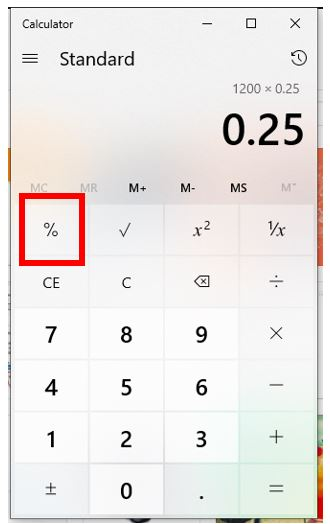 Calculator
Standard
1200 × 0.25
0.25
MC MR M+ M- MS M˅
% √ x² ¹/x
CE C ÷
7 8 9 ×
4 5 6 −
1 2 3 +
± 0 . =